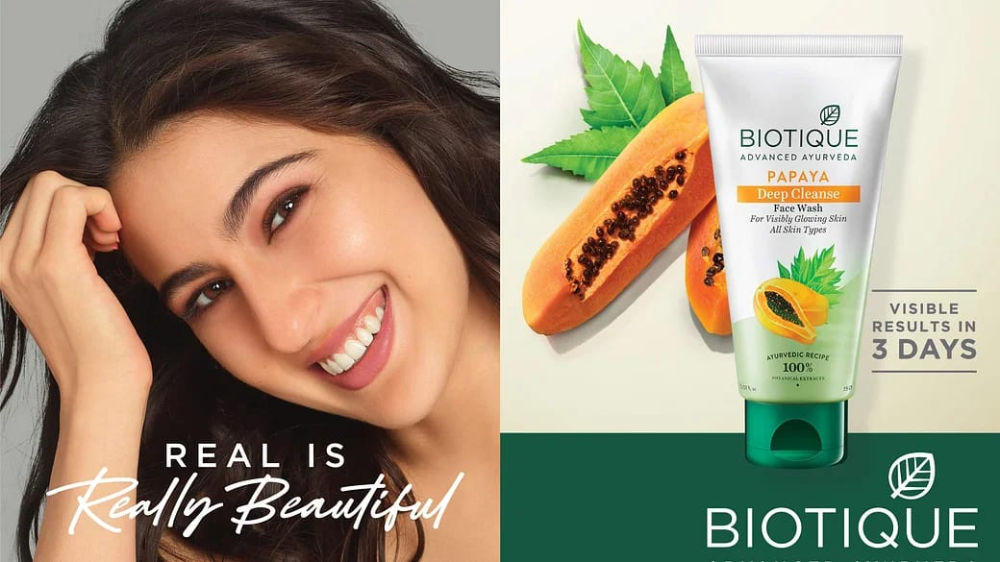 REAL IS
Really Beautiful
BIOTIQUE
ADVANCED AYURVEDA
PAPAYA
Deep Cleanse
Face Wash
For Visibly Glowing Skin
All Skin Types
AYURVEDIC RECIPE
100%
BOTANICAL EXTRACTS
VISIBLE
RESULTS IN
3 DAYS
BIOTIQUE